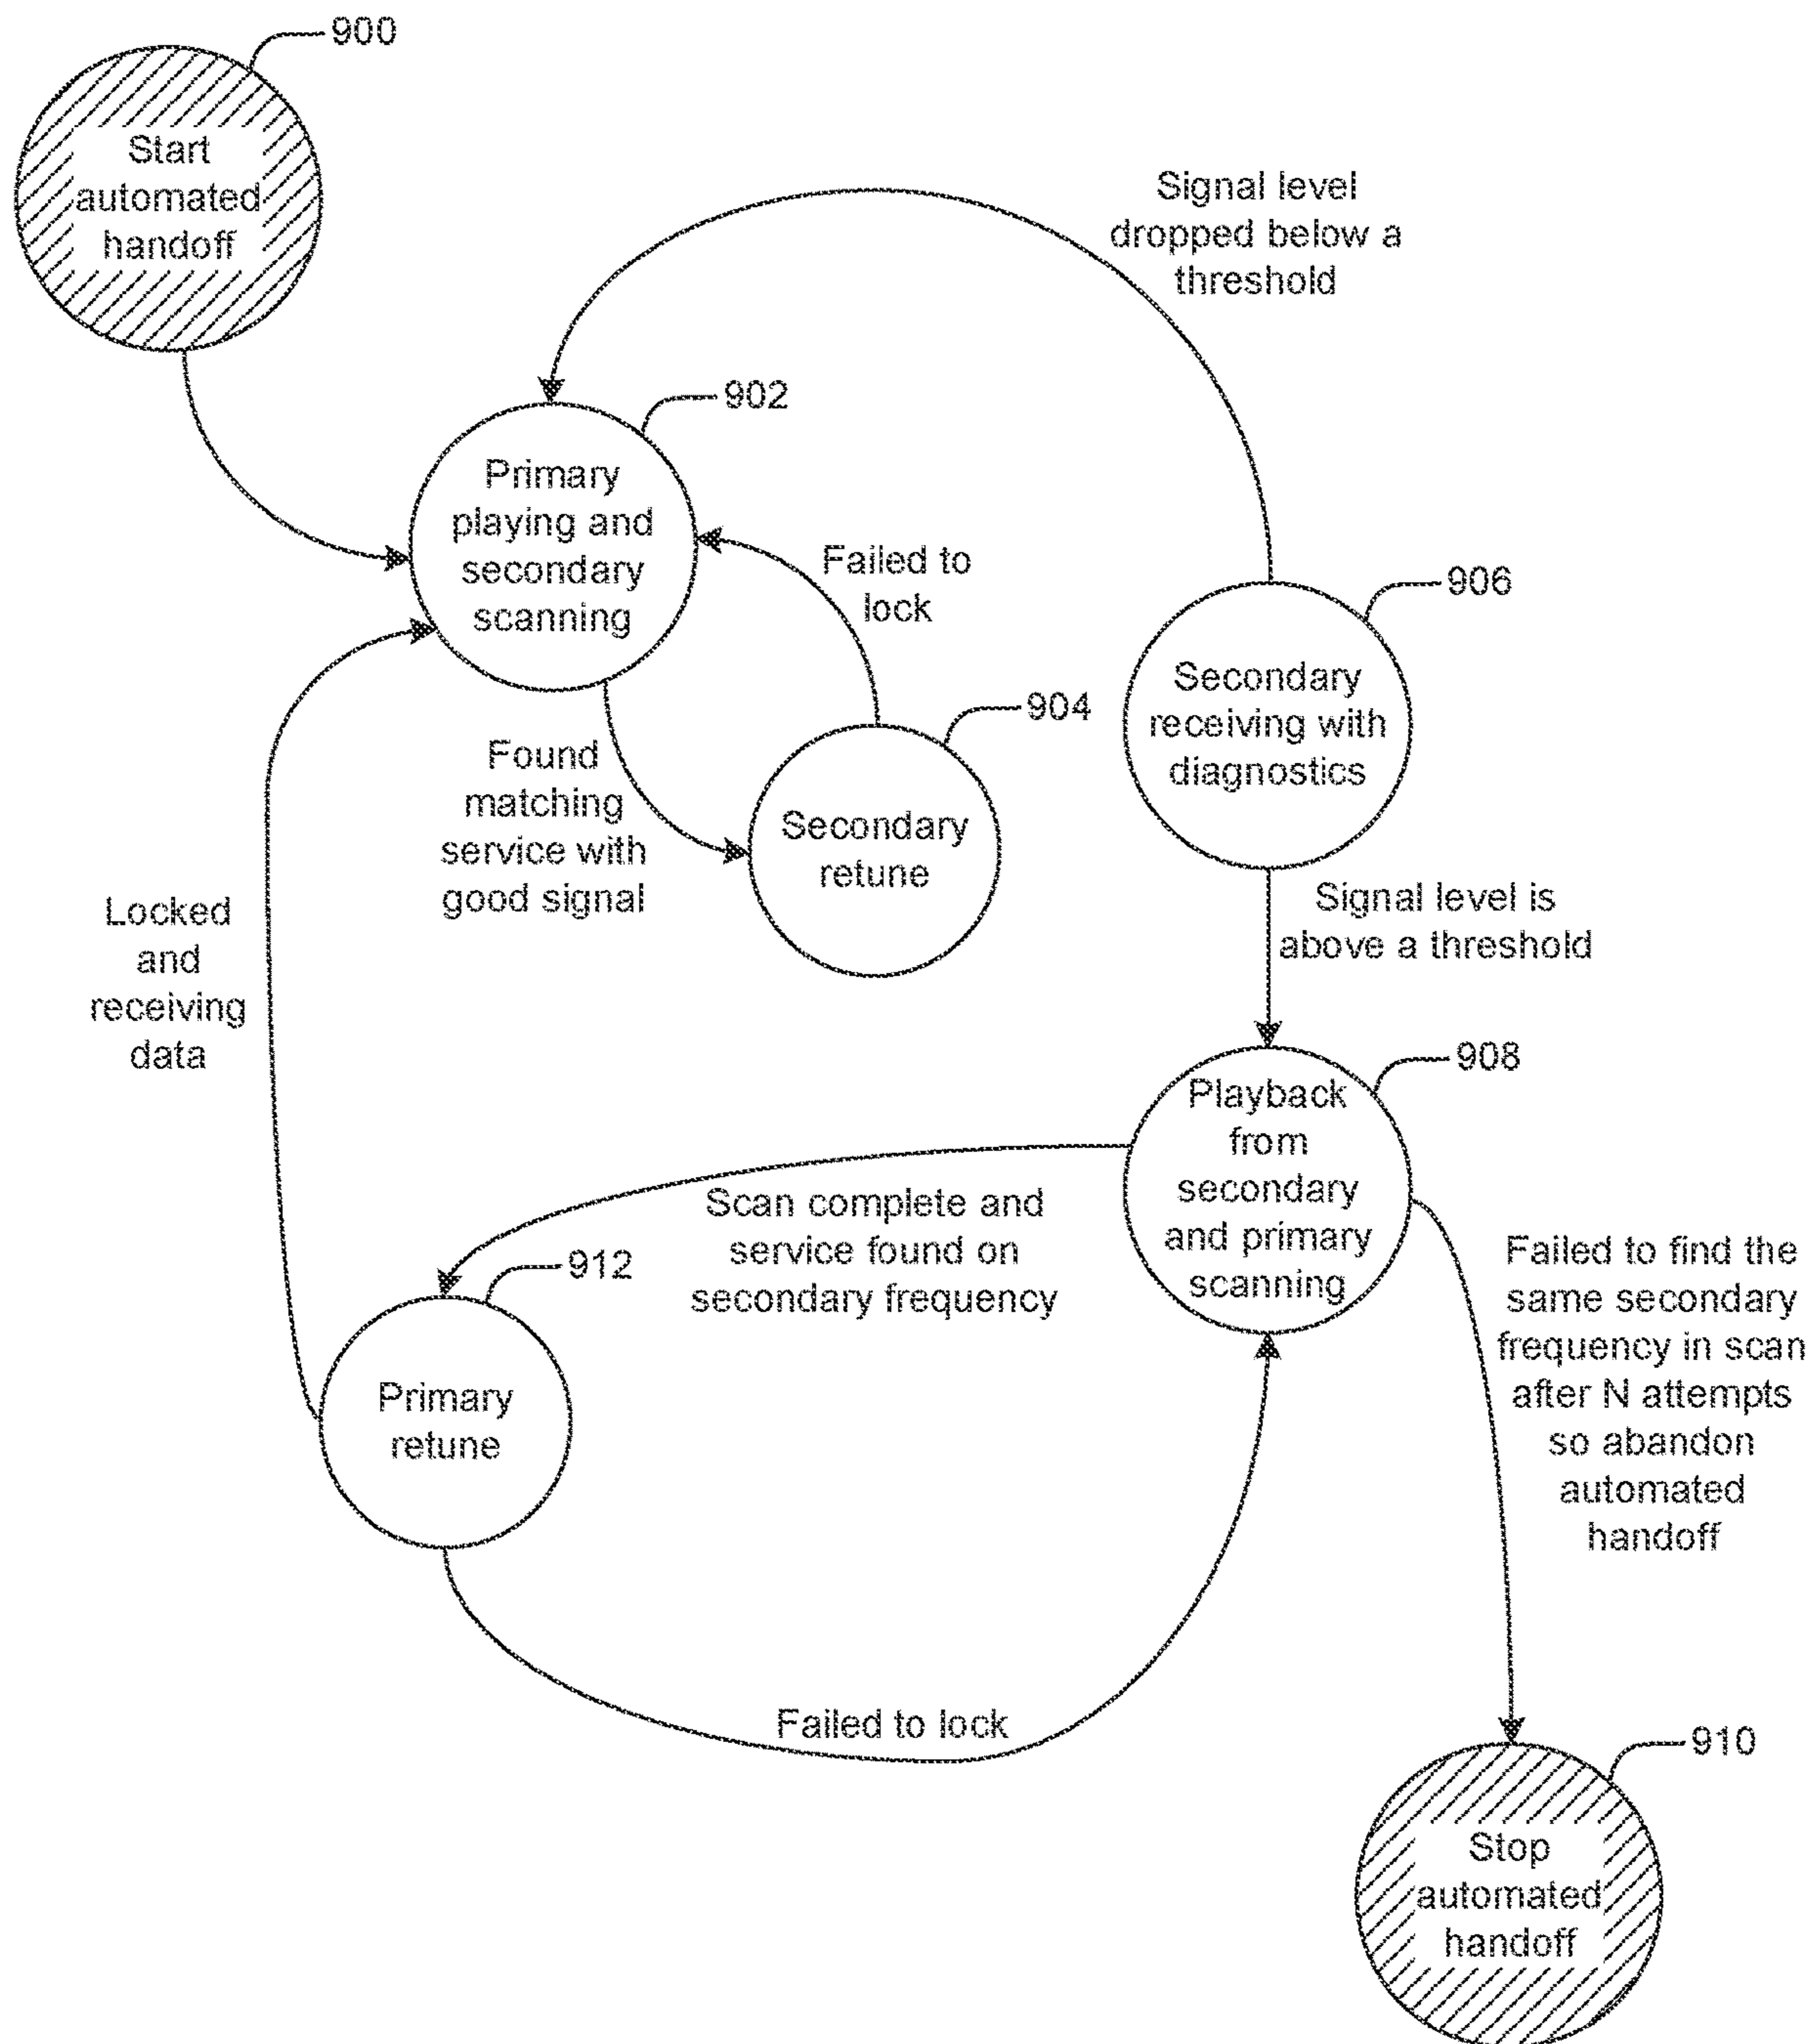 900
Start
automated
handoff
Signal level
dropped below a
threshold
902
Primary
playing and
secondary
scanning
Failed to
lock
906
Secondary
receiving with
diagnostics
904
Found
matching
service with
good signal
Secondary
retune
Signal level is
above a threshold
Locked
and
receiving
data
908
Playback
from
secondary
and primary
scanning
Scan complete and
service found on
secondary frequency
912
Primary
retune
Failed to find the
same secondary
frequency in scan
after N attempts
so abandon
automated
handoff
Failed to lock
910
Stop
automated
handoff